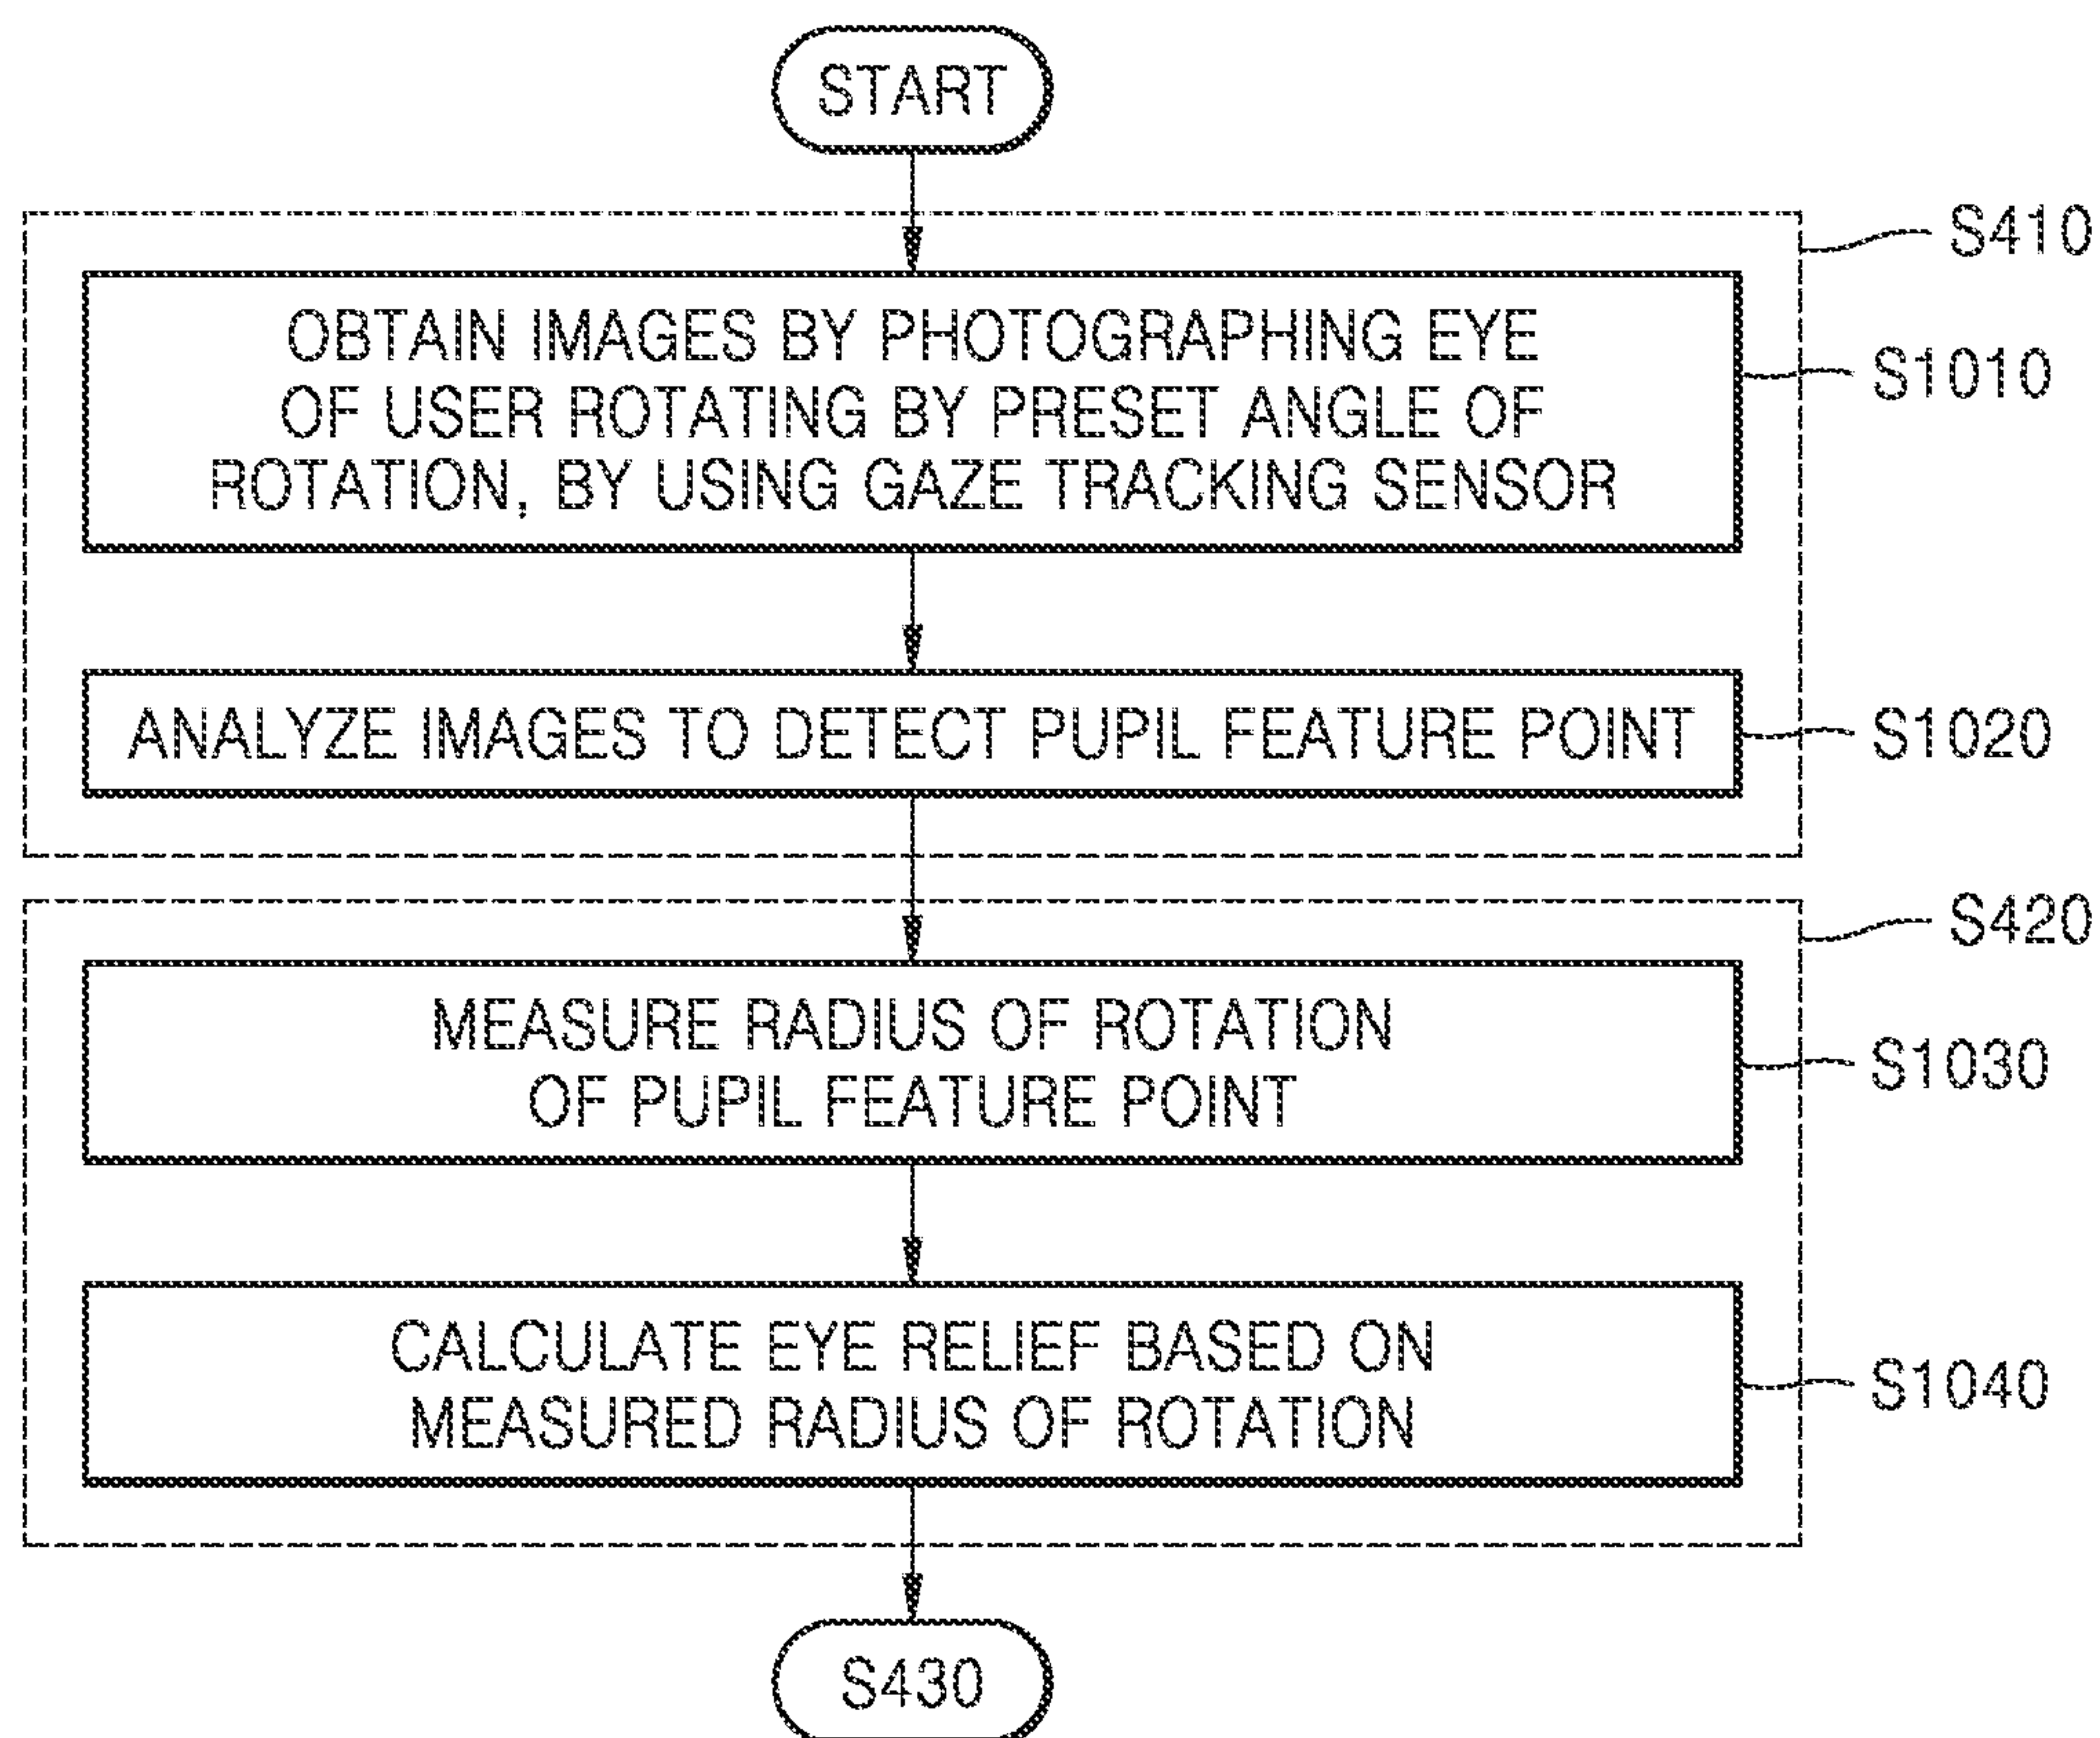 START
S410
OBTAIN IMAGES BY PHOTOGRAPHING EYE
OF USER ROTATING BY PRESET ANGLE OF
ROTATION, BY USING GAZE TRACKING SENSOR
S1010
ANALYZE IMAGES TO DETECT PUPIL FEATURE POINT
S1020
S420
MEASURE RADIUS OF ROTATION
OF PUPIL FEATURE POINT
S1030
CALCULATE EYE RELIEF BASED ON
MEASURED RADIUS OF ROTATION
S1040
S430